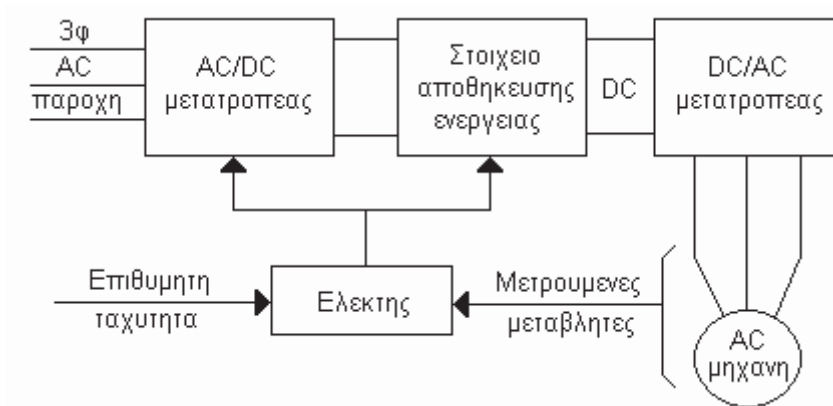 3φ
AC
παροχη
AC/DC
μετατροπεας
Στοιχειο
αποθηκευσης
ενεργειας
DC
DC/AC
μετατροπεας
Επιθυμητη
ταχυτητα
Ελεκτης
Μετρουμενες
μεταβλητες
AC
μηχανη